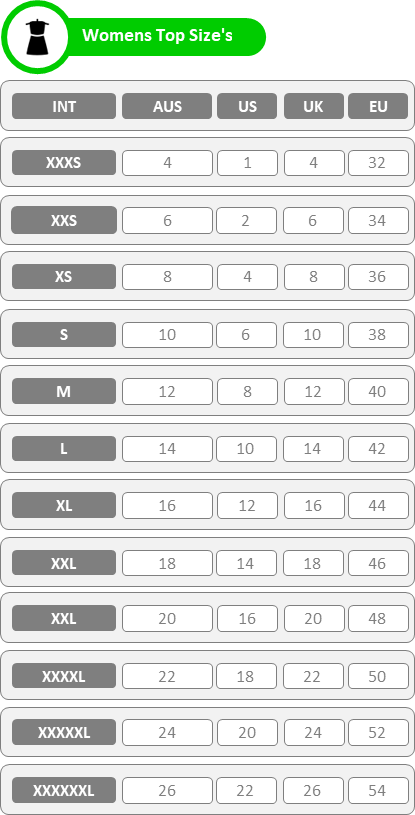 Womens Top Size's
INT AUS US UK EU
XXXS 4 1 4 32
XXS 6 2 6 34
XS 8 4 8 36
S 10 6 10 38
M 12 8 12 40
L 14 10 14 42
XL 16 12 16 44
XXL 18 14 18 46
XXL 20 16 20 48
XXXXL 22 18 22 50
XXXXXL 24 20 24 52
XXXXXXL 26 22 26 54